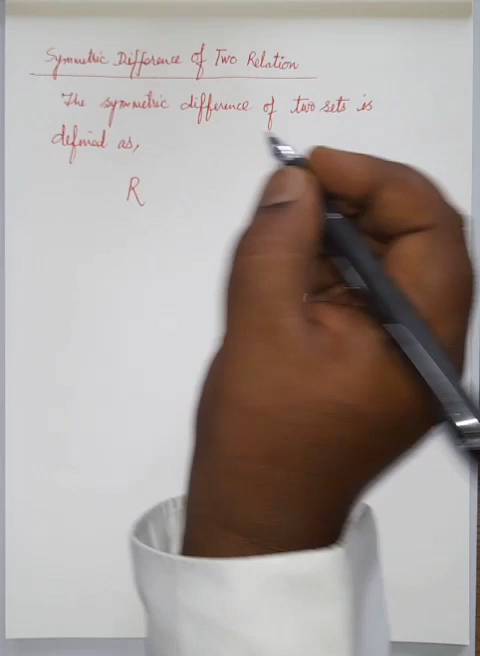 Symmetric Difference of Two Relation
The symmetric difference of two sets is
defined as,
R